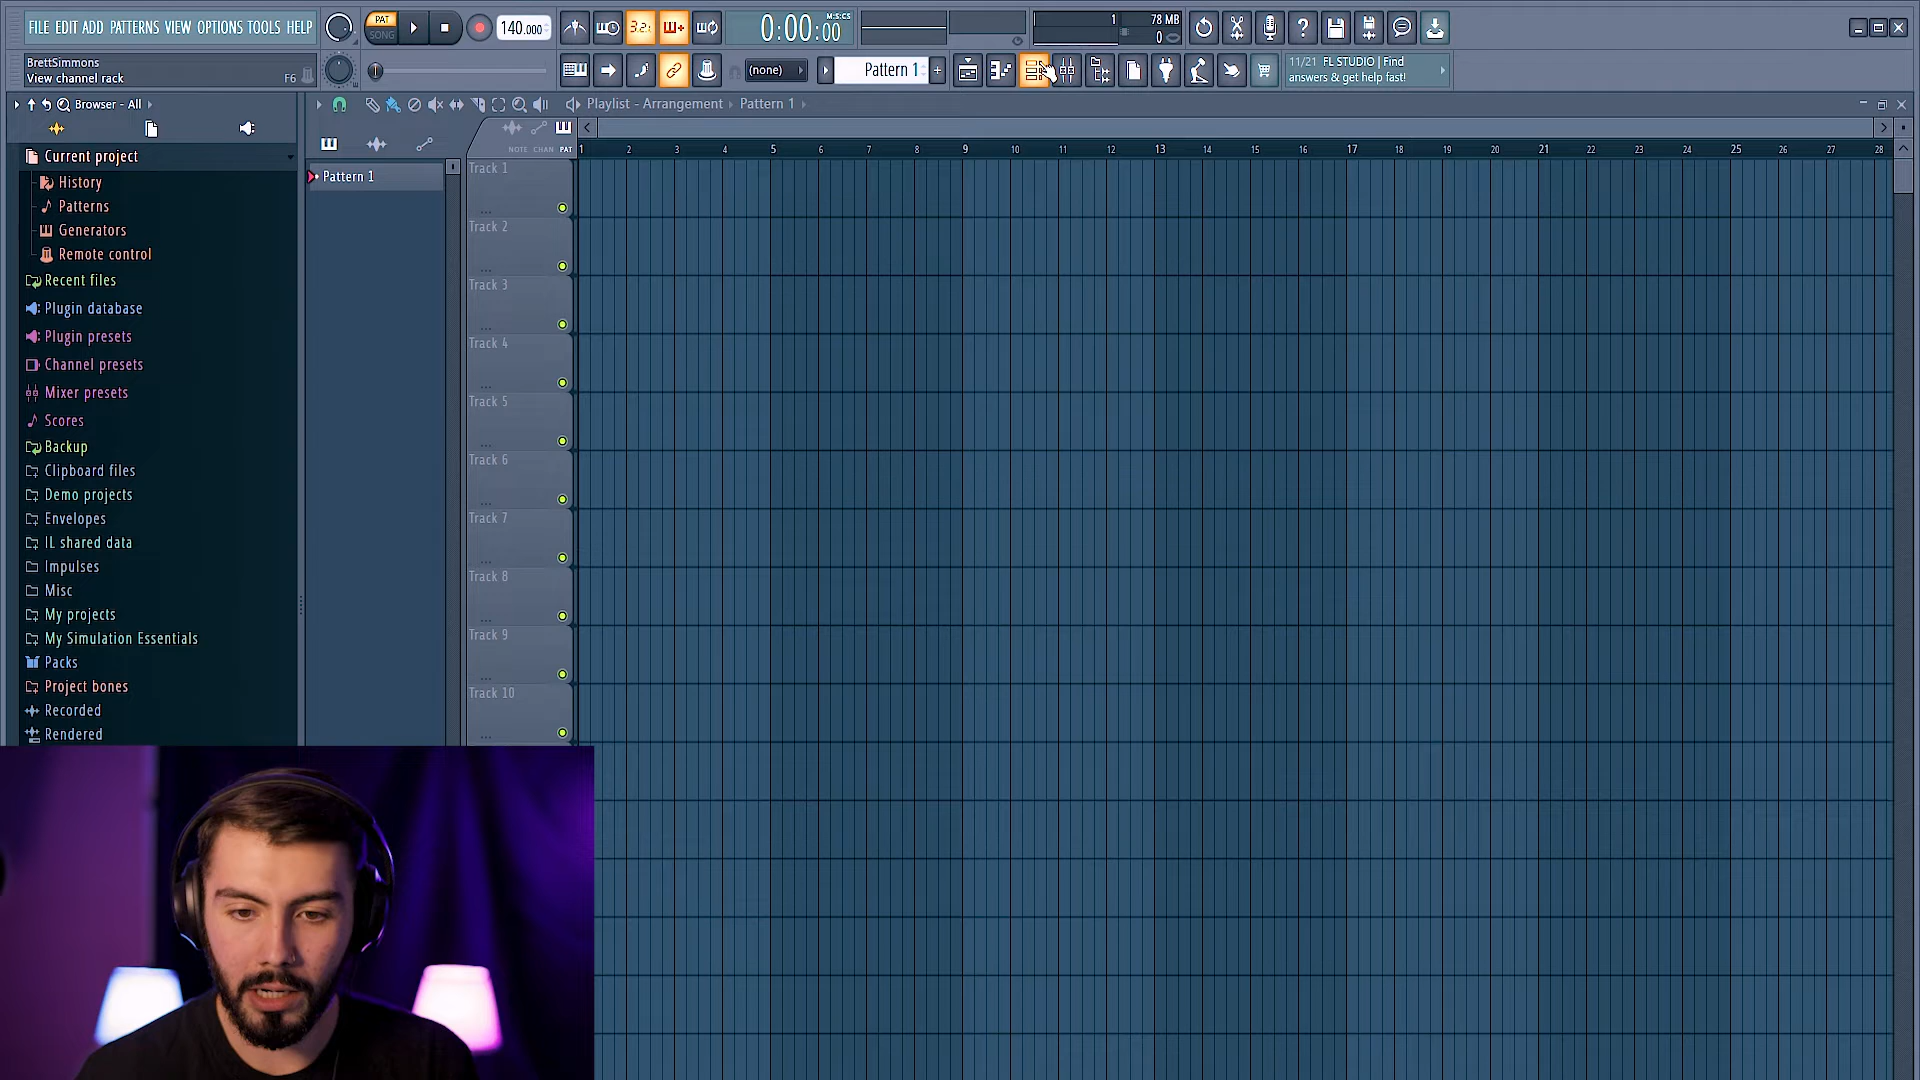 FILE EDIT ADD PATTERNS VIEW OPTIONS TOOLS HELP
PAT
SONG
140.000
3.2.
0:00:00
M:S:CS
1
78 MB
0
BrettSimmons
View channel rack
F6
(none)
Pattern 1
+
11/21 FL STUDIO | Find
answers & get help fast!
Browser - All
Playlist - Arrangement
Pattern 1
NOTE CHAN PAT
1 2 3 4 5 6 7 8 9 10 11 12 13 14 15 16 17 18 19 20 21 22 23 24 25 26 27 28
Current project
History
Patterns
Generators
Remote control
Recent files
Plugin database
Plugin presets
Channel presets
Mixer presets
Scores
Backup
Clipboard files
Demo projects
Envelopes
IL shared data
Impulses
Misc
My projects
My Simulation Essentials
Packs
Project bones
Recorded
Rendered
Pattern 1
Track 1
Track 2
Track 3
Track 4
Track 5
Track 6
Track 7
Track 8
Track 9
Track 10